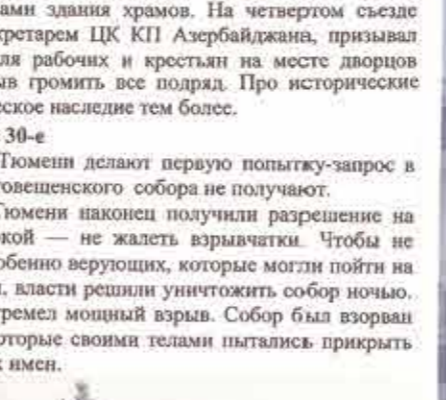 ами здания храмов. На четвертом съезде
кретарем ЦК КП Азербайджана, призывал
ля рабочих и крестьян на месте дворцов
ыв громить все подряд. Про исторические
еское наследие тем более.
30-е
Тюмени делают первую попытку-запрос в
овещенского собора не получают.
Тюмени наконец получили разрешение на
кой — не жалеть взрывчатки. Чтобы не
обенно верующих, которые могли пойти на
, власти решили уничтожить собор ночью.
гремел мощный взрыв. Собор был взорван
оторые своими телами пытались прикрыть
х имен.